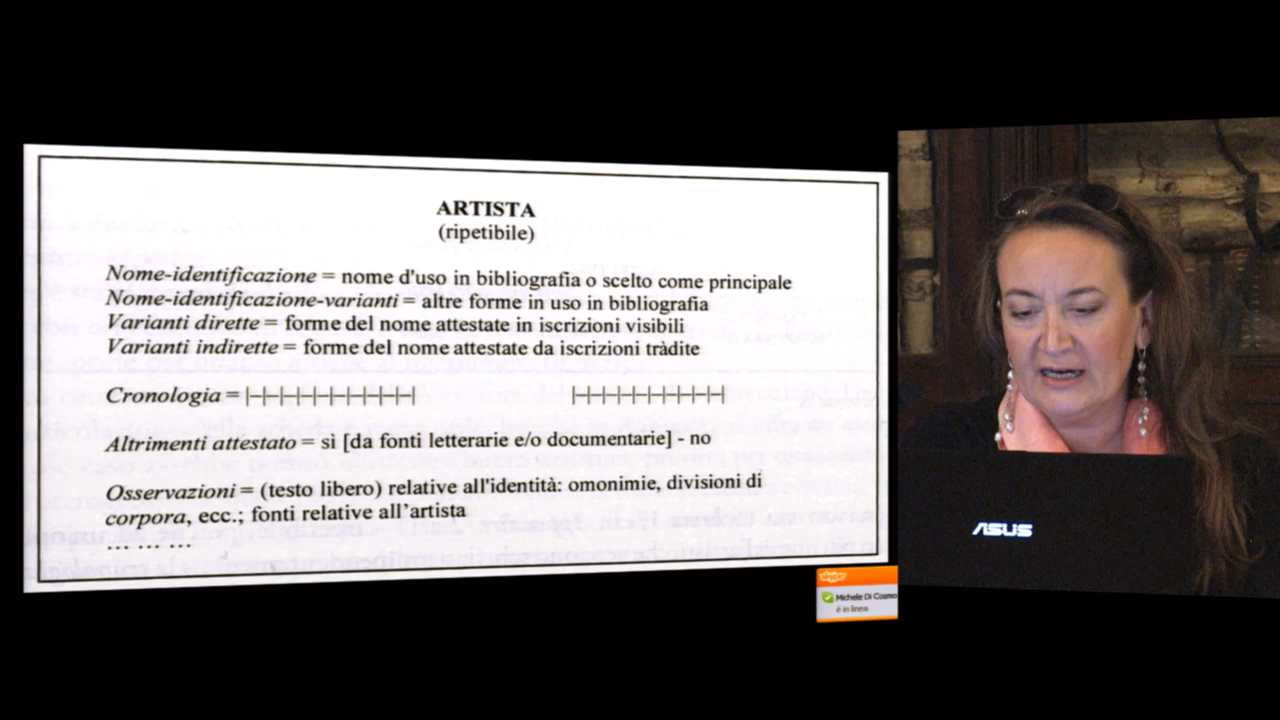 ARTISTA
(ripetibile)
Nome-identificazione = nome d'uso in bibliografia o scelto come principale
Nome-identificazione-varianti = altre forme in uso in bibliografia
Varianti dirette = forme del nome attestate in iscrizioni visibili
Varianti indirette = forme del nome attestate da iscrizioni tràdite
Cronologia = |--|--|--|--|--|--|--|--| |--|--|--|--|--|--|--|--|
Altrimenti attestato = sì [da fonti letterarie e/o documentarie] - no
Osservazioni = (testo libero) relative all'identità: omonimie, divisioni di
corpora, ecc.; fonti relative all'artista
... ... ...
skype
Michele Di Cosmo
è in linea
ASUS